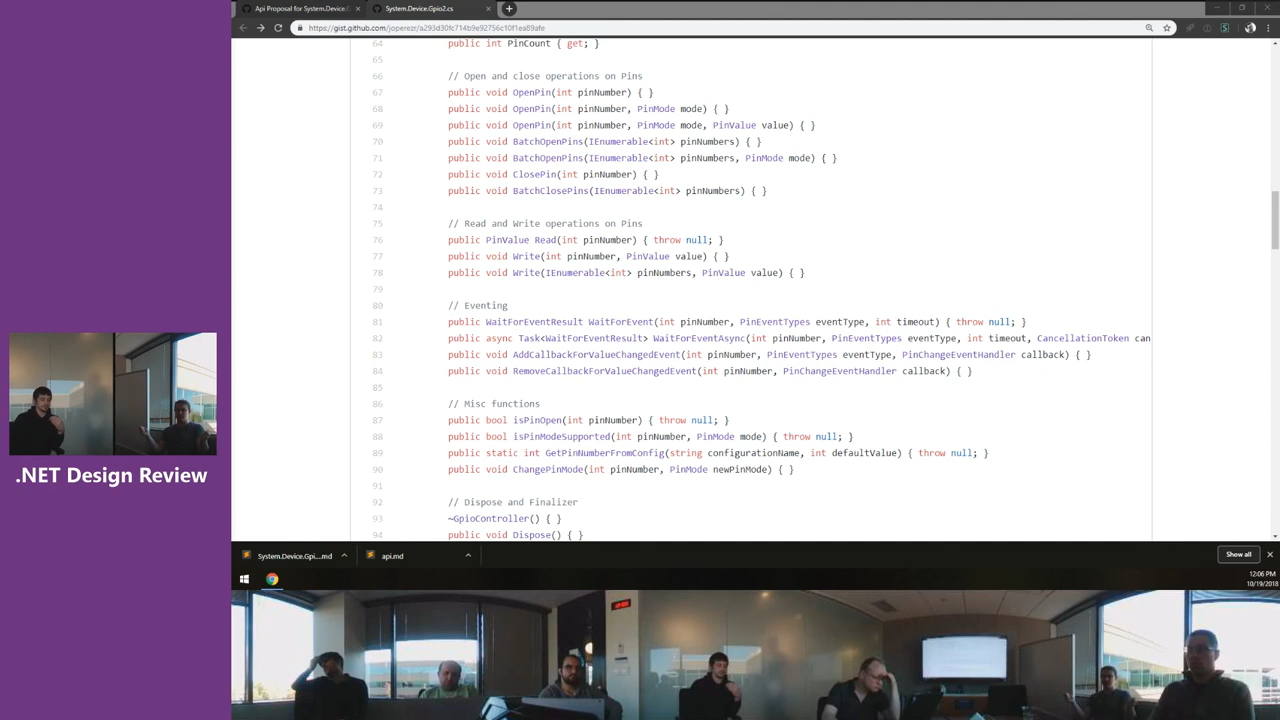 Api Proposal for System.Device.G
System.Device.Gpio2.cs
https://gist.github.com/joperezr/a293d30fc714b9e92756c10f1ea89afe
64 public int PinCount { get; }
65
66 // Open and close operations on Pins
67 public void OpenPin(int pinNumber) { }
68 public void OpenPin(int pinNumber, PinMode mode) { }
69 public void OpenPin(int pinNumber, PinMode mode, PinValue value) { }
70 public void BatchOpenPins(IEnumerable<int> pinNumbers) { }
71 public void BatchOpenPins(IEnumerable<int> pinNumbers, PinMode mode) { }
72 public void ClosePin(int pinNumber) { }
73 public void BatchClosePins(IEnumerable<int> pinNumbers) { }
74
75 // Read and Write operations on Pins
76 public PinValue Read(int pinNumber) { throw null; }
77 public void Write(int pinNumber, PinValue value) { }
78 public void Write(IEnumerable<int> pinNumbers, PinValue value) { }
79
80 // Eventing
81 public WaitForEventResult WaitForEvent(int pinNumber, PinEventTypes eventType, int timeout) { throw null; }
82 public async Task<WaitForEventResult> WaitForEventAsync(int pinNumber, PinEventTypes eventType, int timeout, CancellationToken can
83 public void AddCallbackForValueChangedEvent(int pinNumber, PinEventTypes eventType, PinChangeEventHandler callback) { }
84 public void RemoveCallbackForValueChangedEvent(int pinNumber, PinChangeEventHandler callback) { }
85
86 // Misc functions
87 public bool isPinOpen(int pinNumber) { throw null; }
88 public bool isPinModeSupported(int pinNumber, PinMode mode) { throw null; }
89 public static int GetPinNumberFromConfig(string configurationName, int defaultValue) { throw null; }
90 public void ChangePinMode(int pinNumber, PinMode newPinMode) { }
91
92 // Dispose and Finalizer
93 ~GpioController() { }
94 public void Dispose() { }
.NET Design Review
System.Device.Gpi....md
api.md
Show all
12:06 PM
10/19/2018